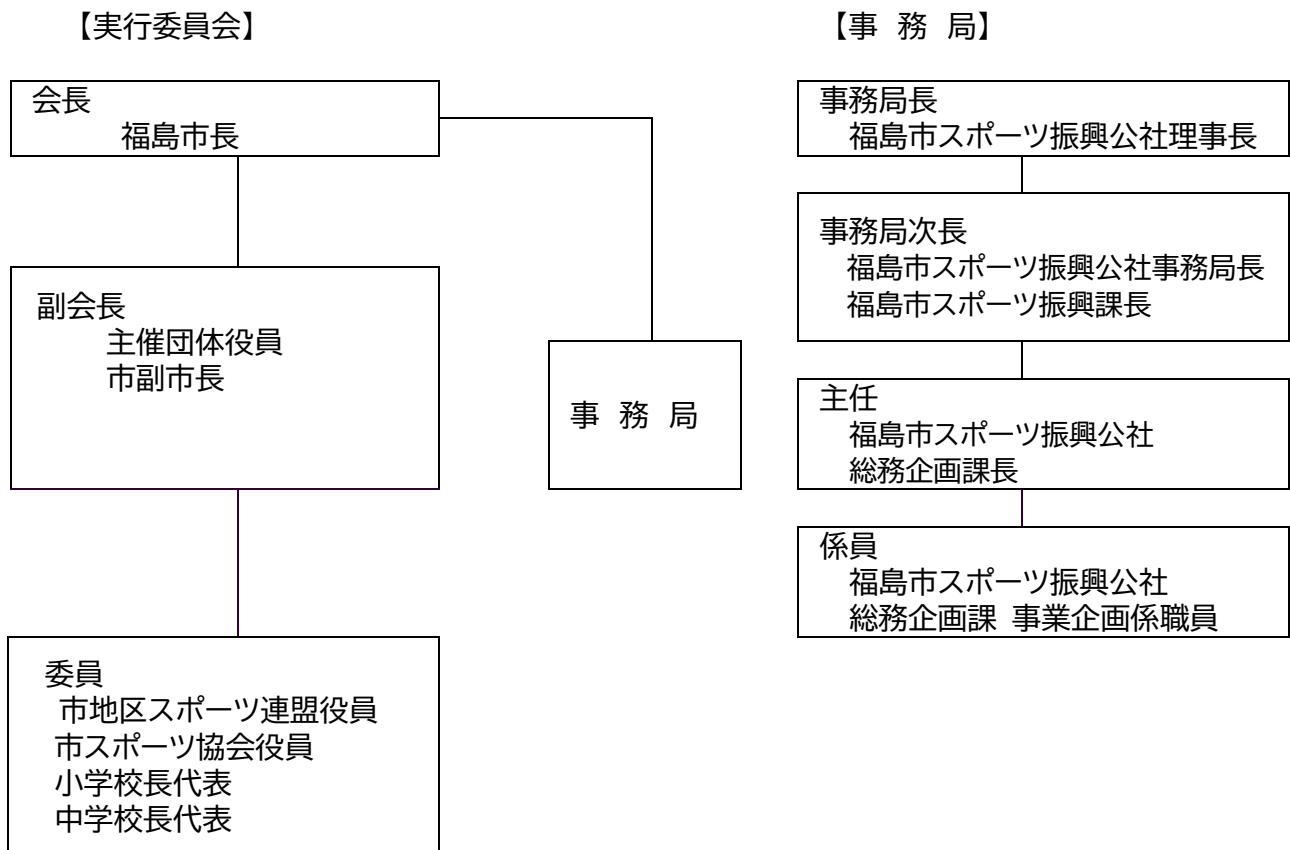 【実行委員会】
会長
福島市長
副会長
主催団体役員
市副市長
事 務 局
委員
市地区スポーツ連盟役員
市スポーツ協会役員
小学校長代表
中学校長代表
【事 務 局】
事務局長
福島市スポーツ振興公社理事長
事務局次長
福島市スポーツ振興公社事務局長
福島市スポーツ振興課長
主任
福島市スポーツ振興公社
総務企画課長
係員
福島市スポーツ振興公社
総務企画課 事業企画係職員